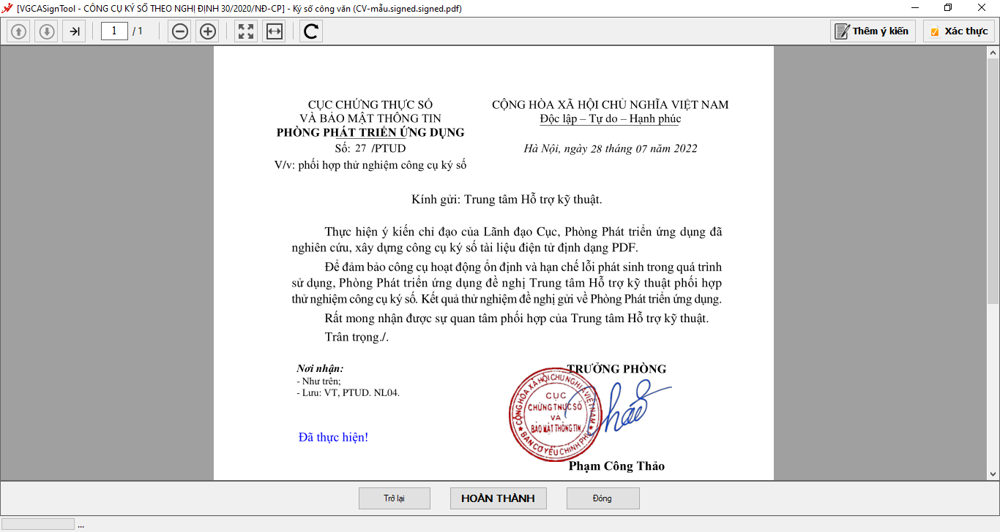 [VGCASignTool - CÔNG CỤ KÝ SỐ THEO NGHỊ ĐỊNH 30/2020/NĐ-CP] - Ký số công văn (CV-mẫu.signed.signed.pdf)
1 / 1
Thêm ý kiến
Xác thực
CỤC CHỨNG THỰC SỐ
VÀ BẢO MẬT THÔNG TIN
PHÒNG PHÁT TRIỂN ỨNG DỤNG
Số: 27 /PTUD
V/v: phối hợp thử nghiệm công cụ ký số
CỘNG HÒA XÃ HỘI CHỦ NGHĨA VIỆT NAM
Độc lập – Tự do – Hạnh phúc
Hà Nội, ngày 28 tháng 07 năm 2022
Kính gửi: Trung tâm Hỗ trợ kỹ thuật.
Thực hiện ý kiến chỉ đạo của Lãnh đạo Cục, Phòng Phát triển ứng dụng đã
nghiên cứu, xây dựng công cụ ký số tài liệu điện tử định dạng PDF.
Để đảm bảo công cụ hoạt động ổn định và hạn chế lỗi phát sinh trong quá trình
sử dụng, Phòng Phát triển ứng dụng đề nghị Trung tâm Hỗ trợ kỹ thuật phối hợp
thử nghiệm công cụ ký số. Kết quả thử nghiệm đề nghị gửi về Phòng Phát triển ứng dụng.
Rất mong nhận được sự quan tâm phối hợp của Trung tâm Hỗ trợ kỹ thuật.
Trân trọng./.
Nơi nhận:
- Như trên;
- Lưu: VT, PTUD. NL04.
Đã thực hiện!
TRƯỞNG PHÒNG
CỘNG HÒA XÃ HỘI CHỦ NGHĨA VIỆT NAM
CỤC
CHỨNG THỰC SỐ
VÀ
BẢO MẬT THÔNG TIN
★ BAN CƠ YẾU CHÍNH PHỦ ★
Thảo
Phạm Công Thảo
Trở lại
HOÀN THÀNH
Đóng
...